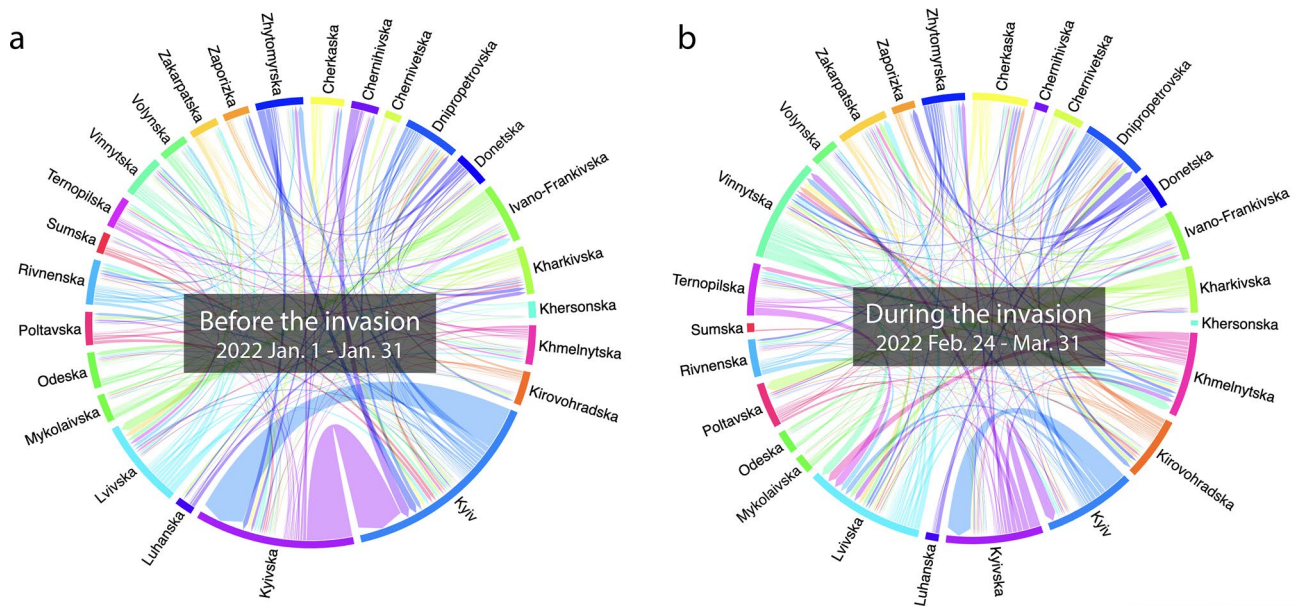 a
Zhytomyrska
Cherkaska
Chernihivska
Chernivetska
Dnipropetrovska
Donetska
Ivano-Frankivska
Kharkivska
Khersonska
Khmelnytska
Kirovohradska
Kyiv
Kyivska
Luhanska
Lvivska
Mykolaivska
Odeska
Poltavska
Rivnenska
Sumska
Ternopilska
Vinnytska
Volynska
Zakarpatska
Zaporizka
Before the invasion
2022 Jan. 1 - Jan. 31
b
Zhytomyrska
Cherkaska
Chernihivska
Chernivetska
Dnipropetrovska
Donetska
Ivano-Frankivska
Kharkivska
Khersonska
Khmelnytska
Kirovohradska
Kyiv
Kyivska
Luhanska
Lvivska
Mykolaivska
Odeska
Poltavska
Rivnenska
Sumska
Ternopilska
Vinnytska
Volynska
Zakarpatska
Zaporizka
During the invasion
2022 Feb. 24 - Mar. 31